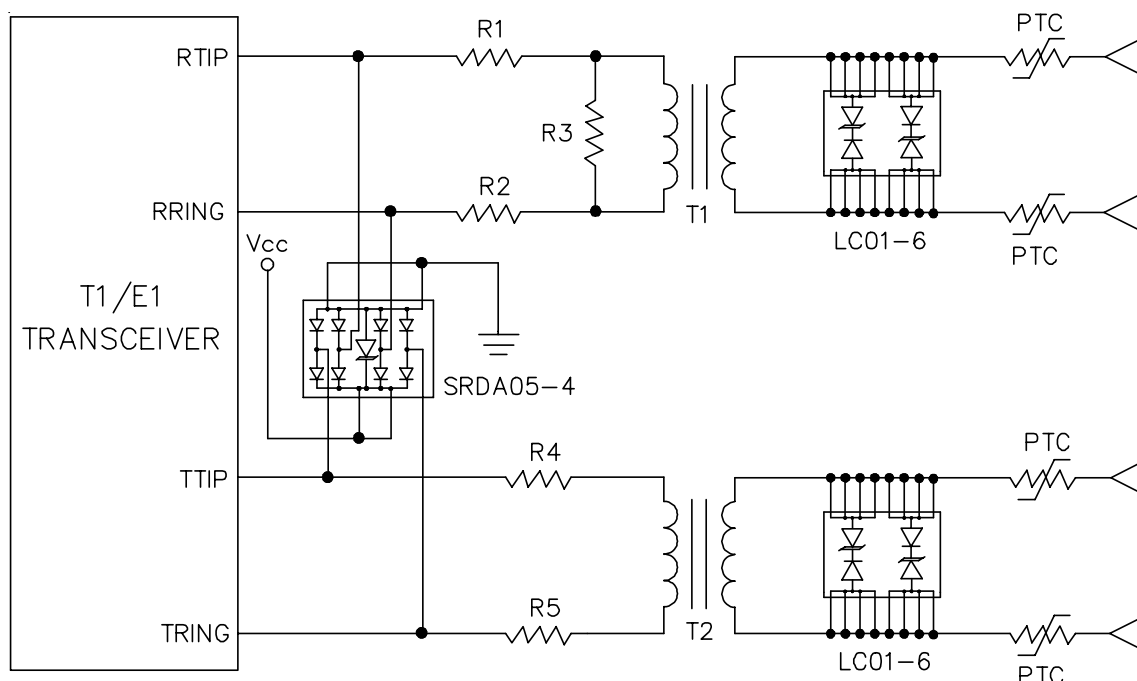 PTC
R1
RTIP
R3
R2
RRING
T1
LC01-6
PTC
Vcc
T1/E1
TRANSCEIVER
SRDA05-4
R4
PTC
TTIP
R5
TRING
T2
LC01-6
PTC